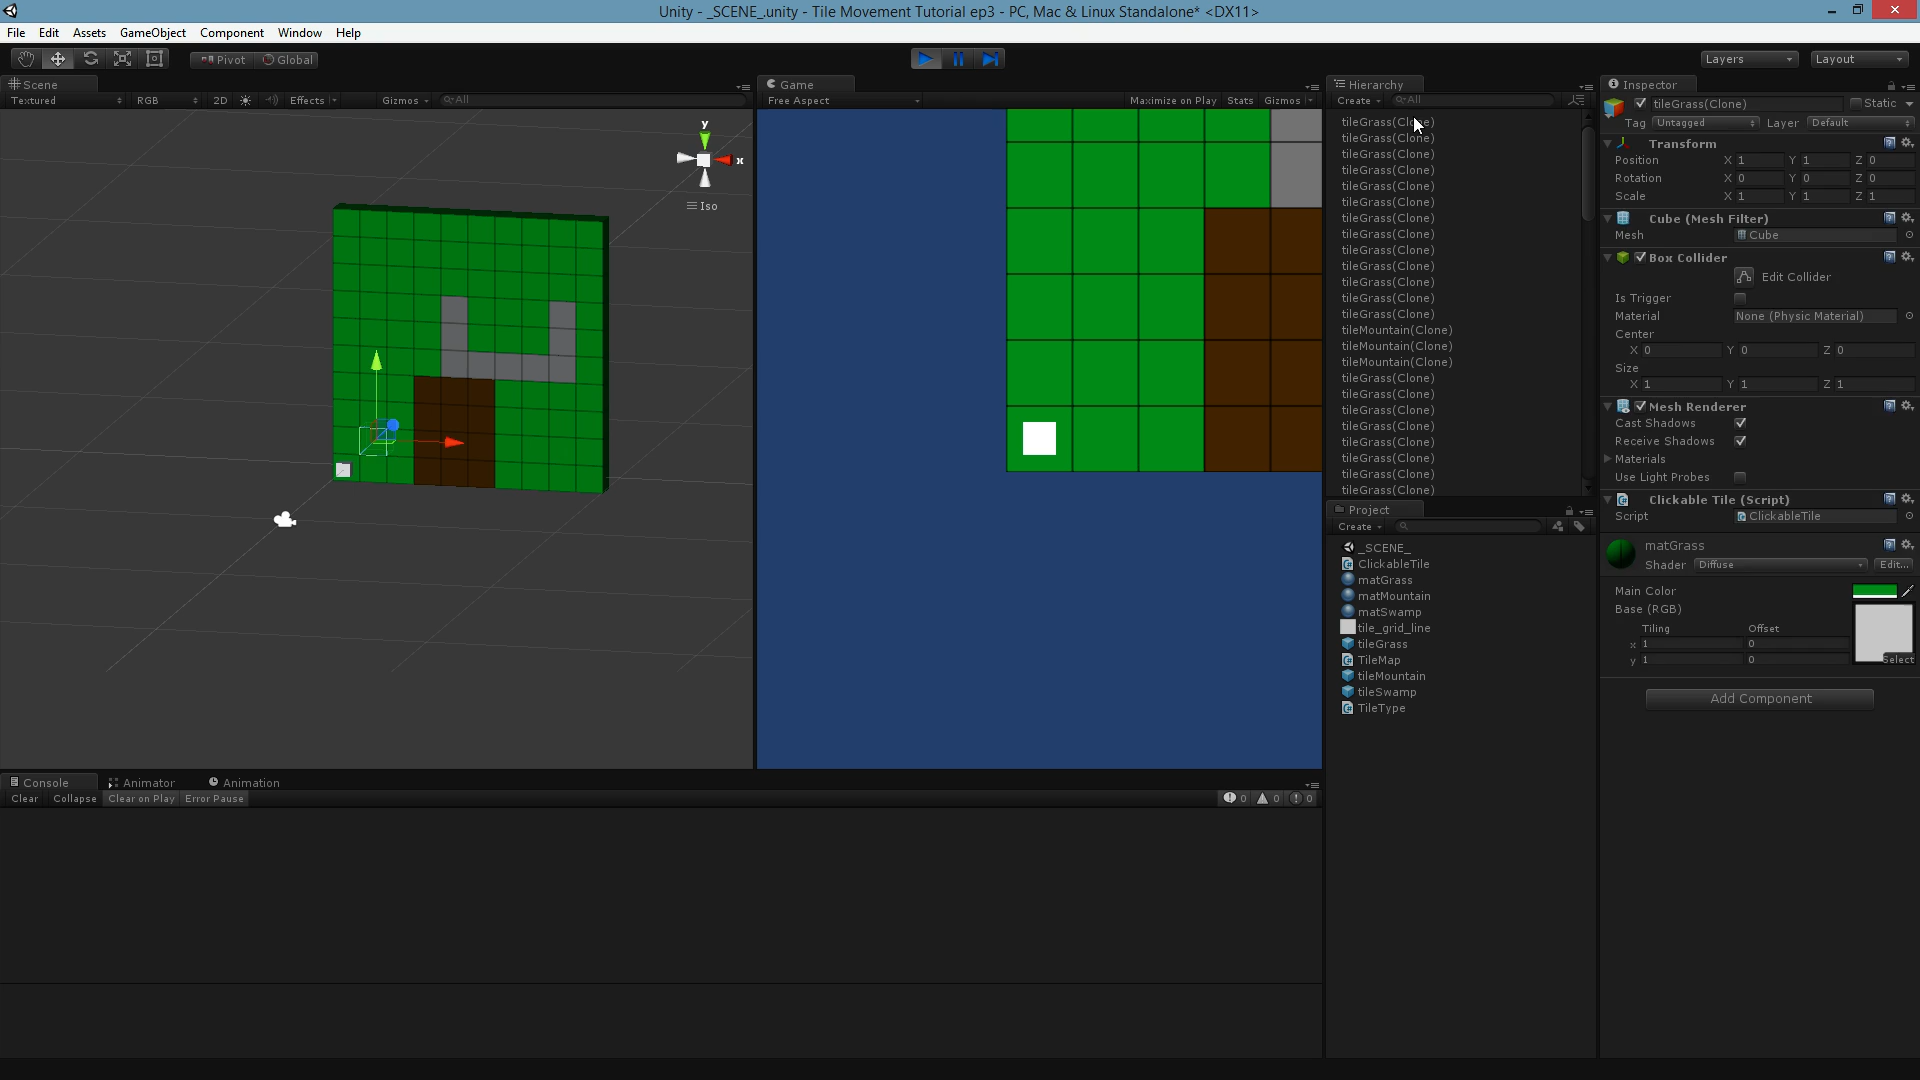 Unity - _SCENE_.unity - Tile Movement Tutorial ep3 - PC, Mac & Linux Standalone* <DX11>
File Edit Assets GameObject Component Window Help
Pivot Global Layers Layout
Scene
Textured RGB 2D Effects Gizmos All
y
x
Iso
Game
Free Aspect Maximize on Play Stats Gizmos
Hierarchy
Create All
tileGrass(Clone)
tileGrass(Clone)
tileGrass(Clone)
tileGrass(Clone)
tileGrass(Clone)
tileGrass(Clone)
tileGrass(Clone)
tileGrass(Clone)
tileGrass(Clone)
tileGrass(Clone)
tileGrass(Clone)
tileGrass(Clone)
tileGrass(Clone)
tileMountain(Clone)
tileMountain(Clone)
tileMountain(Clone)
tileGrass(Clone)
tileGrass(Clone)
tileGrass(Clone)
tileGrass(Clone)
tileGrass(Clone)
tileGrass(Clone)
tileGrass(Clone)
tileGrass(Clone)
Project
Create
_SCENE_
ClickableTile
matGrass
matMountain
matSwamp
tile_grid_line
tileGrass
TileMap
tileMountain
tileSwamp
TileType
Inspector
tileGrass(Clone) Static
Tag Untagged Layer Default
Transform
Position X 1 Y 1 Z 0
Rotation X 0 Y 0 Z 0
Scale X 1 Y 1 Z 1
Cube (Mesh Filter)
Mesh Cube
Box Collider
Edit Collider
Is Trigger
Material None (Physic Material)
Center
X 0 Y 0 Z 0
Size
X 1 Y 1 Z 1
Mesh Renderer
Cast Shadows
Receive Shadows
Materials
Use Light Probes
Clickable Tile (Script)
Script ClickableTile
matGrass
Shader Diffuse Edit...
Main Color
Base (RGB)
Tiling Offset
x 1 0
y 1 0
Select
Add Component
Console Animator Animation
Clear Collapse Clear on Play Error Pause 0 0 0